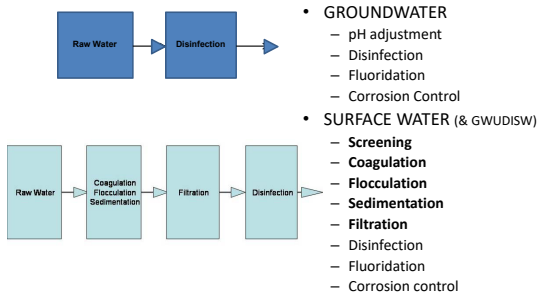 Raw Water
Disinfection
• GROUNDWATER
– pH adjustment
– Disinfection
– Fluoridation
– Corrosion Control
• SURFACE WATER (& GWUDISW)
– Screening
– Coagulation
– Flocculation
– Sedimentation
– Filtration
– Disinfection
– Fluoridation
– Corrosion control
Raw Water
Coagulation
Flocculation
Sedimentation
Filtration
Disinfection